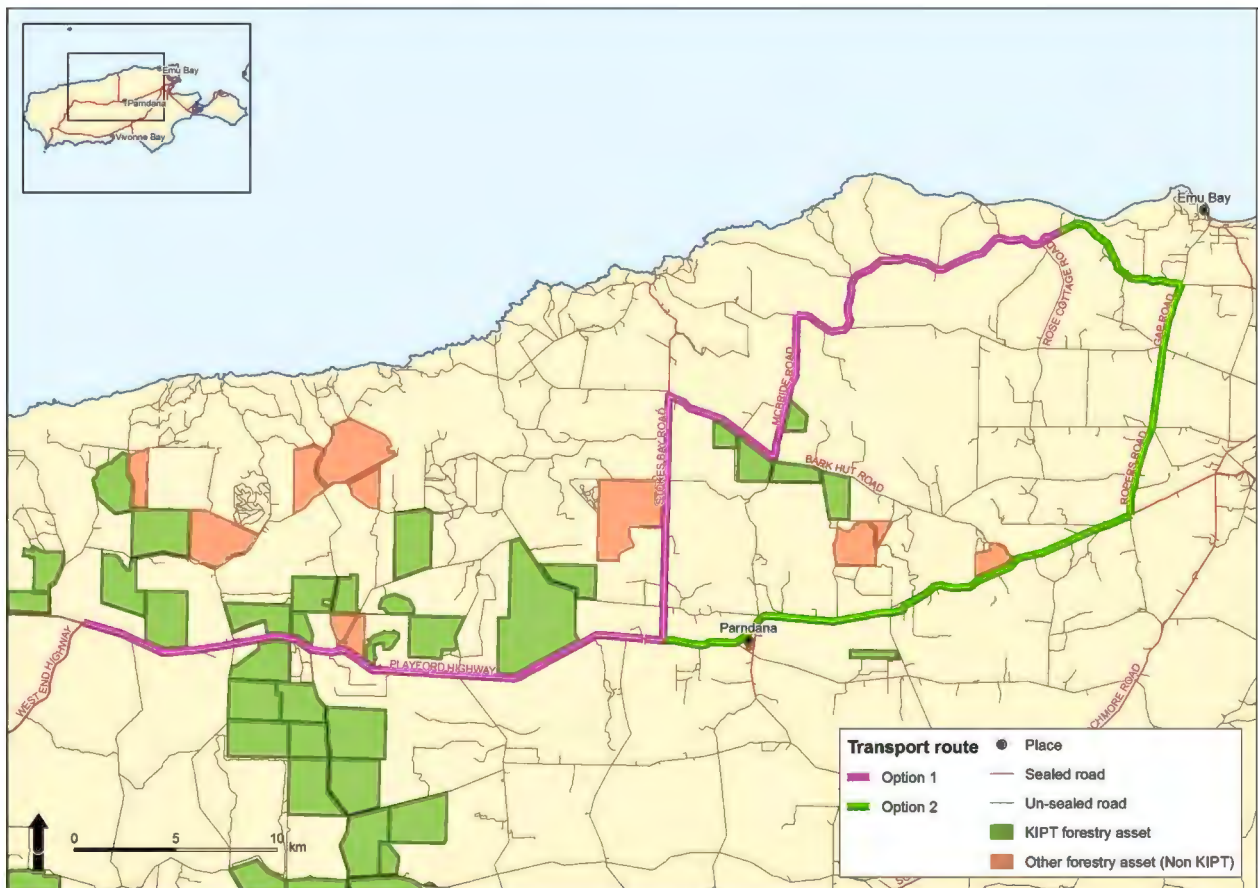 Emu Bay
Parndana
Vivonne Bay
Emu Bay
ROSE COTTAGE ROAD
GAP ROAD
MCBRIDE ROAD
STOKES BAY ROAD
BARK HUT ROAD
ROPERS ROAD
Parndana
PLAYFORD HIGHWAY
WEST END HIGHWAY
CHMORE ROAD
Transport route
Option 1
Option 2
Place
Sealed road
Un-sealed road
KIPT forestry asset
Other forestry asset (Non KIPT)
0 5 10
km